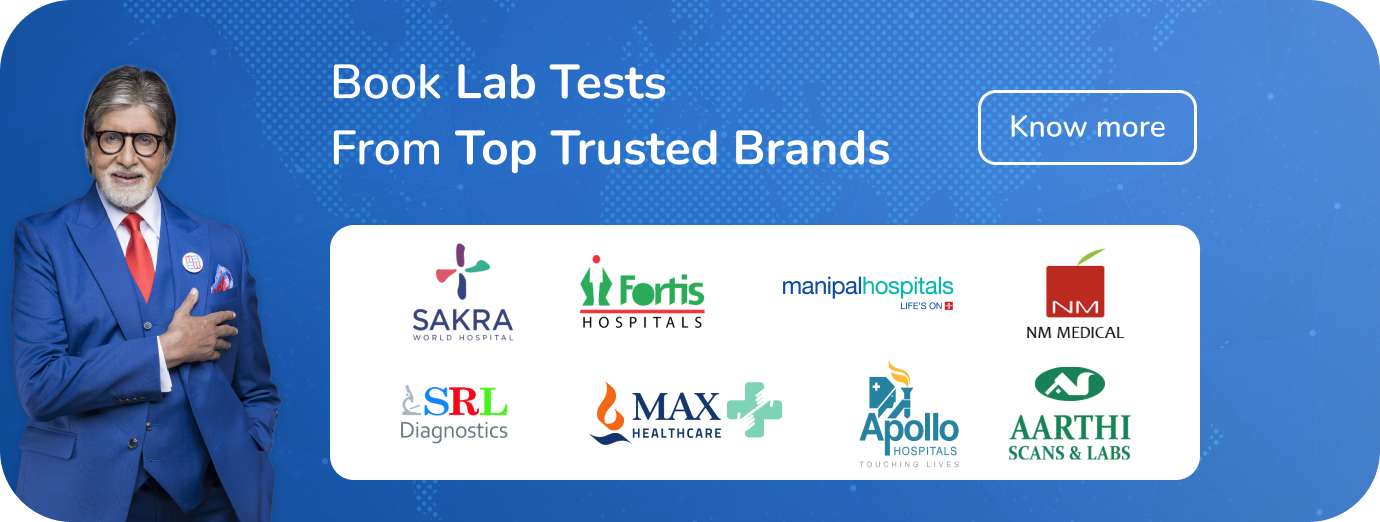 Book Lab Tests
From Top Trusted Brands
Know more
SAKRA
WORLD HOSPITAL
Fortis
HOSPITALS
manipalhospitals
LIFE'S ON
NM
NM MEDICAL
SRL
Diagnostics
MAX
HEALTHCARE
Apollo
HOSPITALS
TOUCHING LIVES
AARTHI
SCANS & LABS